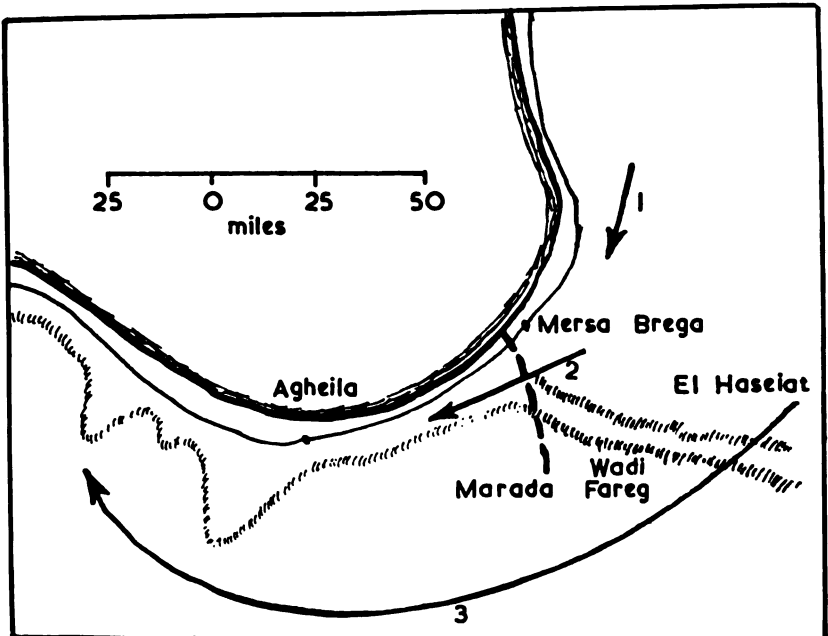 25 0 25 50
miles
1
Mersa Brega
2
El Haseiat
Agheila
Wadi
Marada Fareg
3